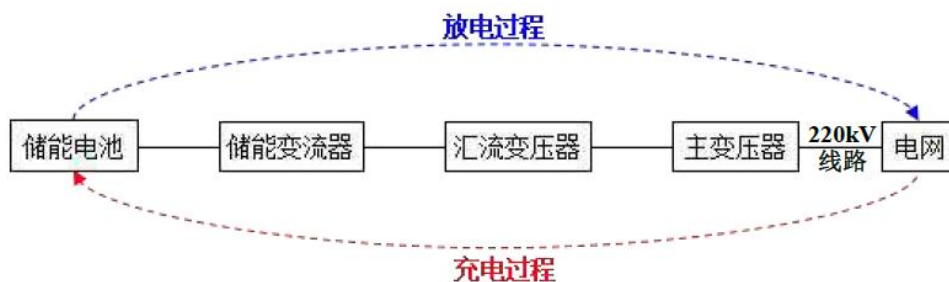 放电过程
储能电池
储能变流器
汇流变压器
主变压器
220kV
线路
电网
充电过程